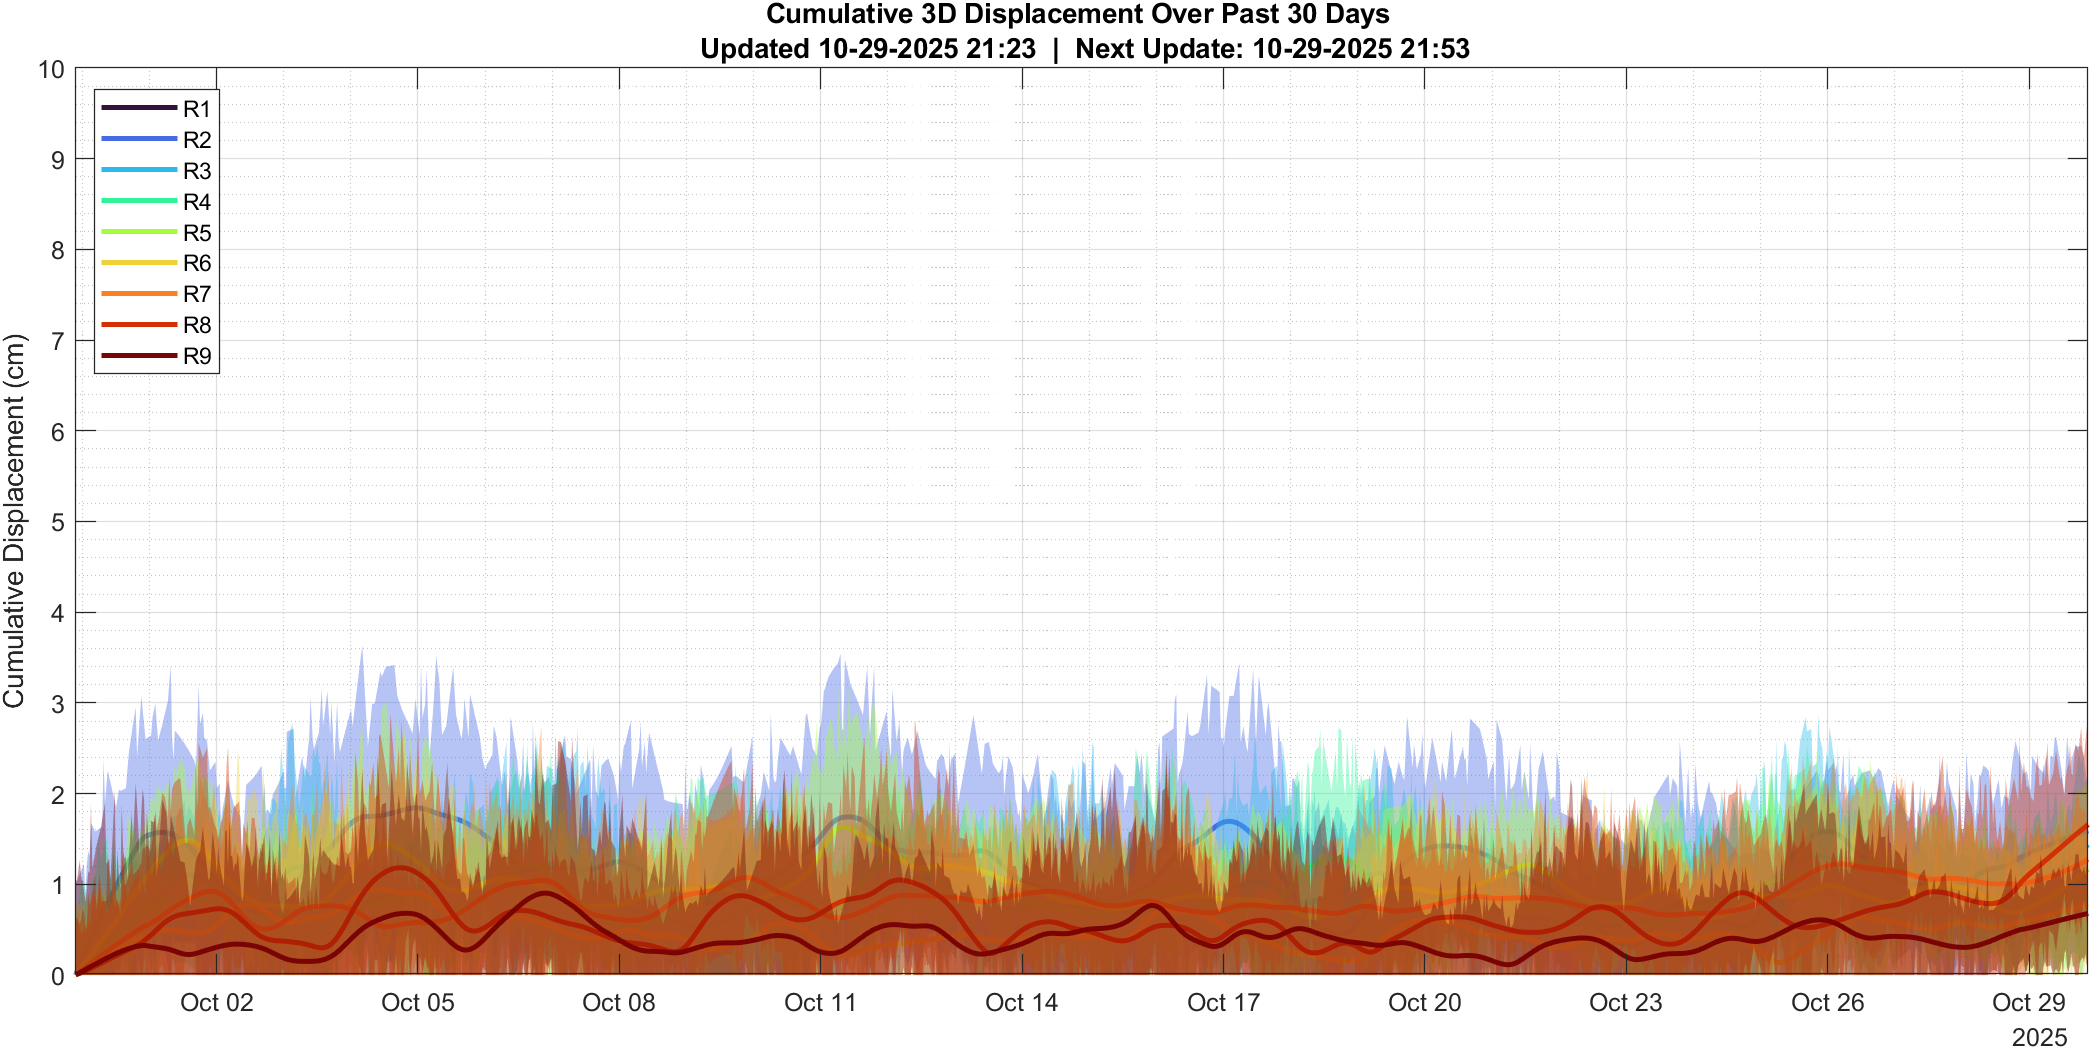 Cumulative 3D Displacement Over Past 30 Days
Updated 10-29-2025 21:23 | Next Update: 10-29-2025 21:53
Cumulative Displacement (cm)
10
9
8
7
6
5
4
3
2
1
0
R1
R2
R3
R4
R5
R6
R7
R8
R9
Oct 02 Oct 05 Oct 08 Oct 11 Oct 14 Oct 17 Oct 20 Oct 23 Oct 26 Oct 29
2025